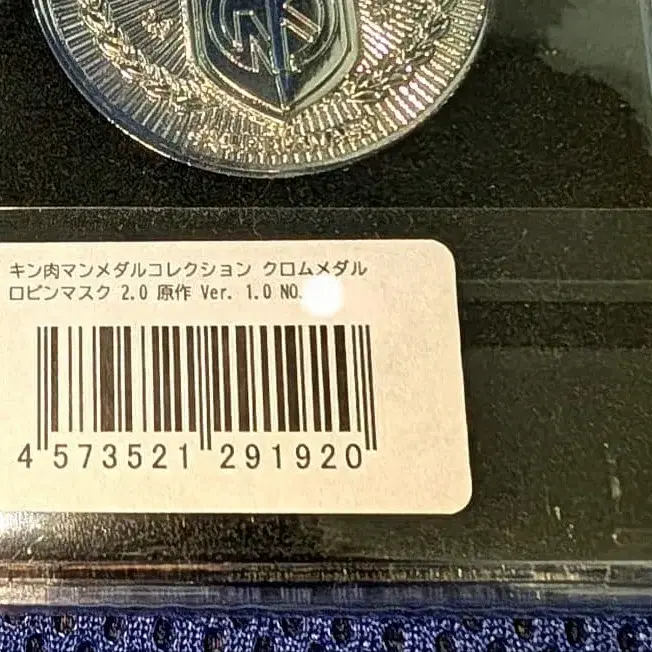 キン肉マンメダルコレクション クロムメダル
ロビンマスク 2.0 原作 Ver. 1.0 NO.
4 573521 291920